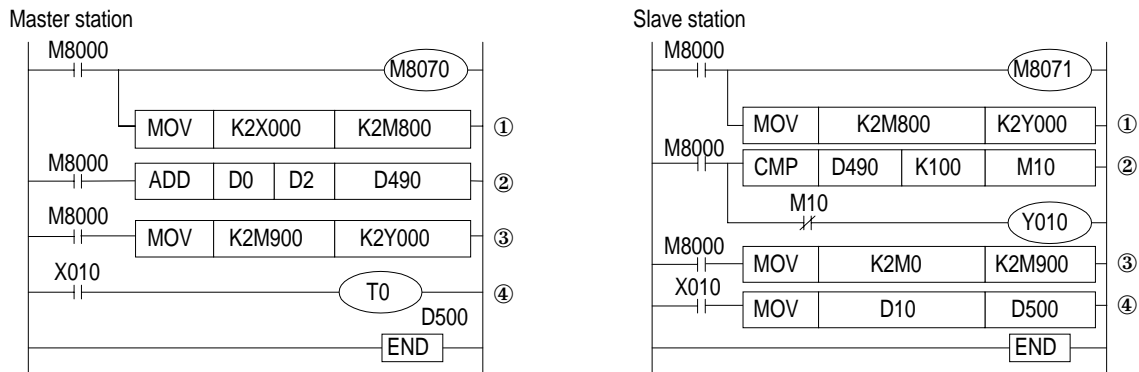 Master station
M8000
M8070
MOV K2X000 K2M800 ①
M8000
ADD D0 D2 D490 ②
M8000
MOV K2M900 K2Y000 ③
X010
T0 ④
D500
END
Slave station
M8000
M8071
MOV K2M800 K2Y000 ①
M8000
CMP D490 K100 M10 ②
M10
Y010
M8000
MOV K2M0 K2M900 ③
X010
MOV D10 D500 ④
END